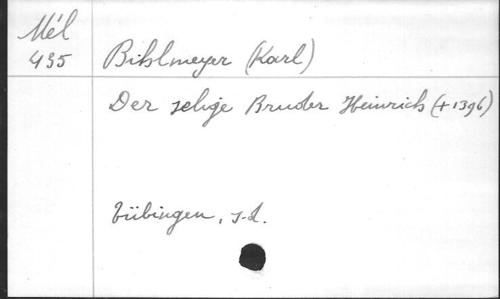 Mél
435
Bihlmeyer (Karl)
Der selige Bruder Heinrich († 1396)
Tübingen, s.d.